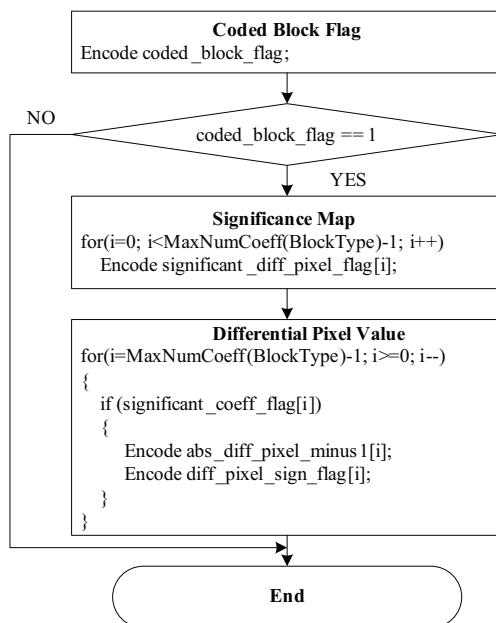 Coded Block Flag
Encode coded_block_flag;
NO
coded_block_flag == 1
YES
Significance Map
for(i=0; i<MaxNumCoeff(BlockType)-1; i++)
Encode significant_diff_pixel_flag[i];
Differential Pixel Value
for(i=MaxNumCoeff(BlockType)-1; i>=0; i--)
{
if (significant_coeff_flag[i])
{
Encode abs_diff_pixel_minus1[i];
Encode diff_pixel_sign_flag[i];
}
}
End